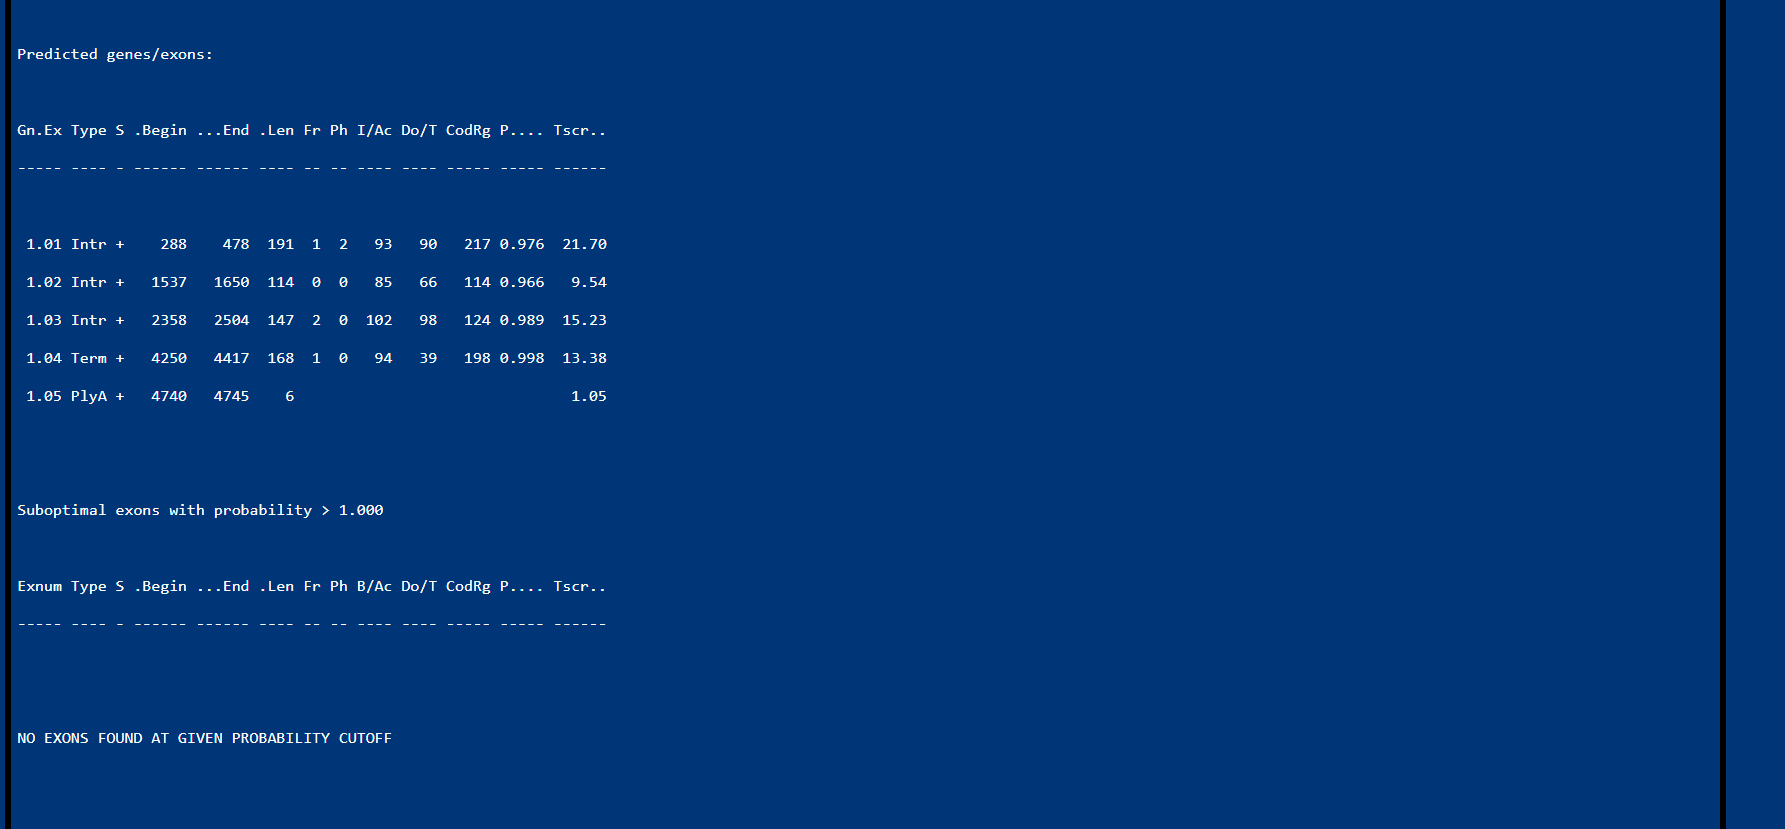 Predicted genes/exons:
Gn.Ex Type S .Begin ...End .Len Fr Ph I/Ac Do/T CodRg P.... Tscr..
----- ---- - ------ ------ ---- -- -- ---- ---- ----- ----- ------
 1.01 Intr +    288    478  191  1  2   93   90   217 0.976  21.70
 1.02 Intr +   1537   1650  114  0  0   85   66   114 0.966   9.54
 1.03 Intr +   2358   2504  147  2  0  102   98   124 0.989  15.23
 1.04 Term +   4250   4417  168  1  0   94   39   198 0.998  13.38
 1.05 PlyA +   4740   4745    6                               1.05
Suboptimal exons with probability > 1.000
Exnum Type S .Begin ...End .Len Fr Ph B/Ac Do/T CodRg P.... Tscr..
----- ---- - ------ ------ ---- -- -- ---- ---- ----- ----- ------
NO EXONS FOUND AT GIVEN PROBABILITY CUTOFF